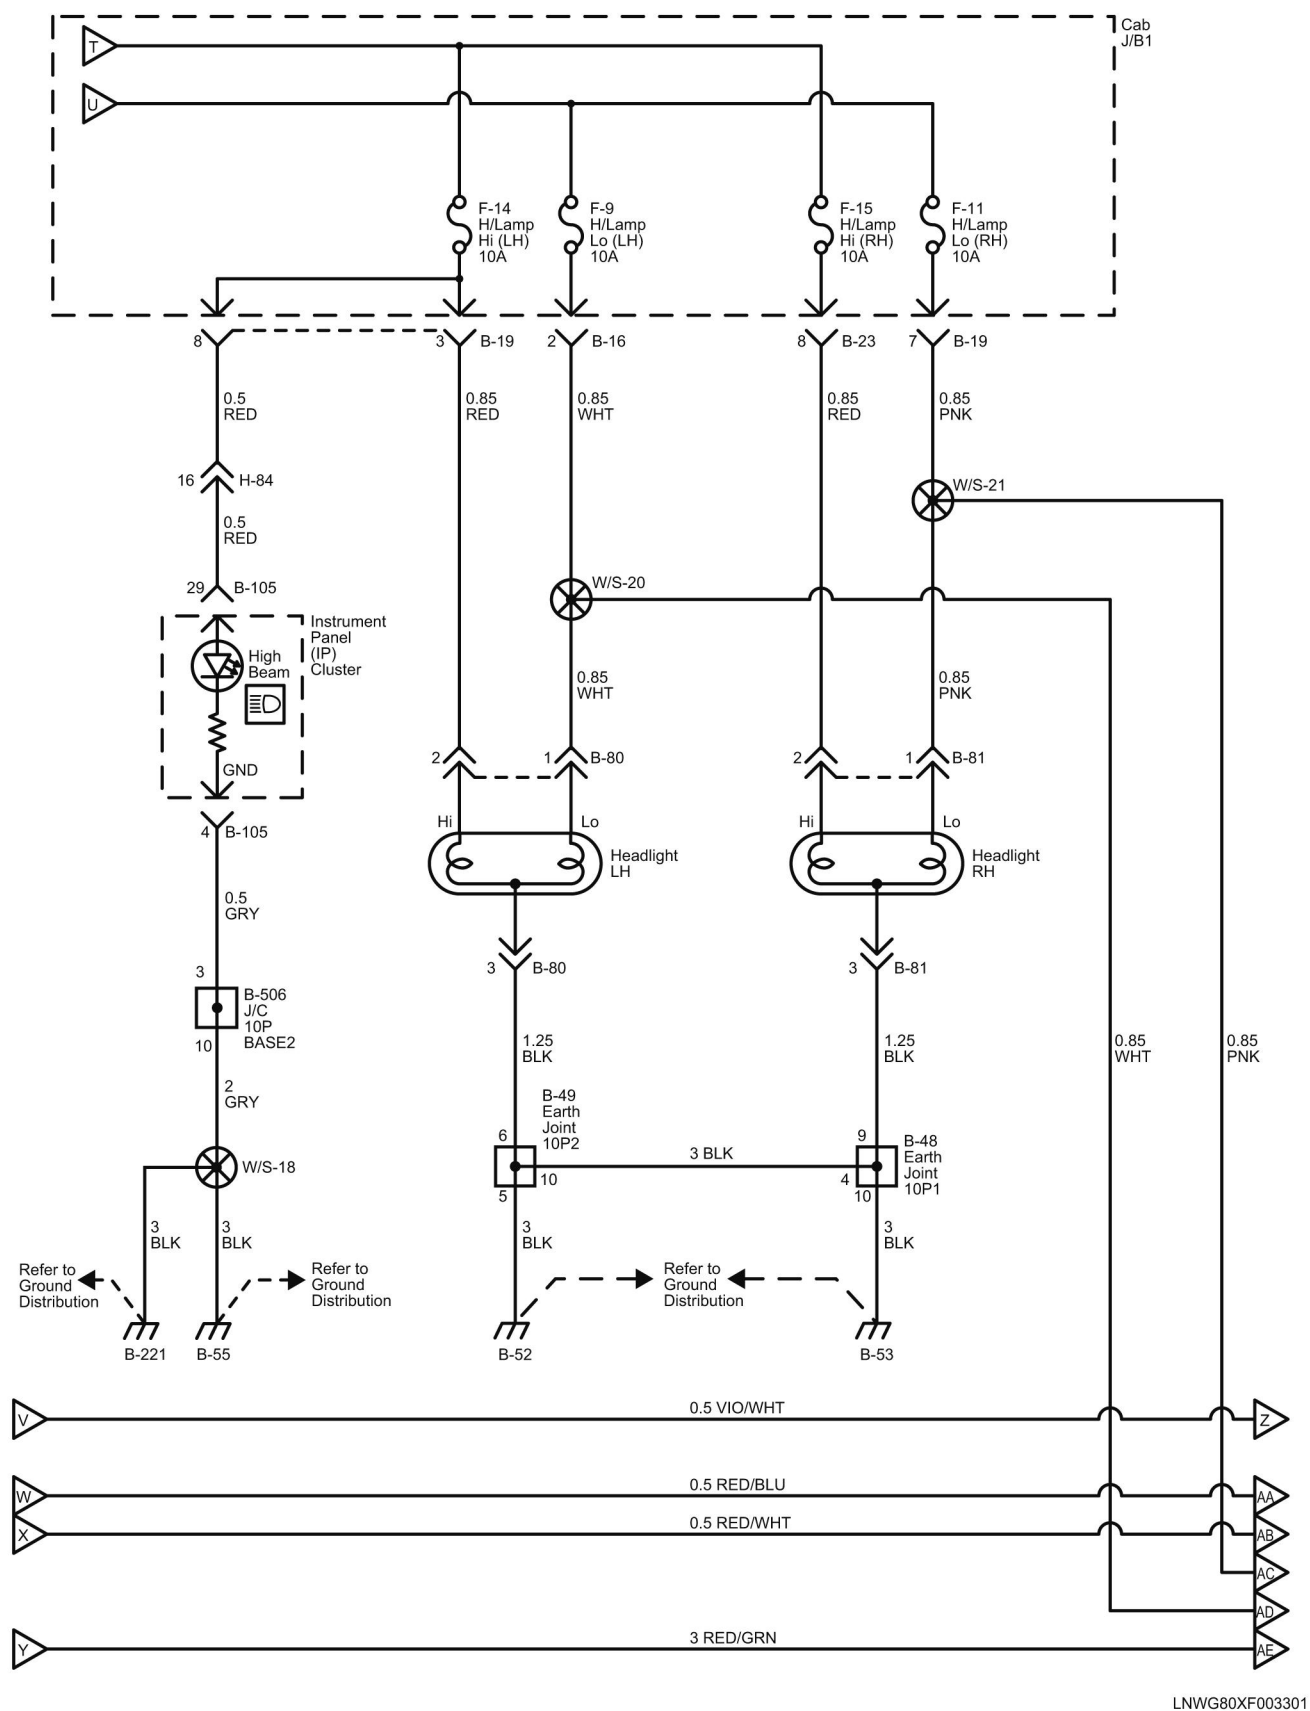 Cab
J/B1
T
U
F-14
H/Lamp
Hi (LH)
10A
F-9
H/Lamp
Lo (LH)
10A
F-15
H/Lamp
Hi (RH)
10A
F-11
H/Lamp
Lo (RH)
10A
8
3 B-19
2 B-16
8 B-23
7 B-19
0.5
RED
0.85
RED
0.85
WHT
0.85
RED
0.85
PNK
16 H-84
W/S-21
0.5
RED
29 B-105
W/S-20
Instrument
Panel
(IP)
Cluster
High
Beam
GND
0.85
WHT
0.85
PNK
2
1 B-80
2
1 B-81
4 B-105
Hi
Lo
Headlight
LH
Hi
Lo
Headlight
RH
0.5
GRY
3 B-80
3 B-81
3
B-506
J/C
10P
BASE2
10
1.25
BLK
1.25
BLK
0.85
WHT
0.85
PNK
2
GRY
B-49
Earth
Joint
10P2
6
10
5
3 BLK
9
4
10
B-48
Earth
Joint
10P1
W/S-18
3
BLK
3
BLK
3
BLK
3
BLK
Refer to
Ground
Distribution
Refer to
Ground
Distribution
Refer to
Ground
Distribution
B-221
B-55
B-52
B-53
V
0.5 VIO/WHT
Z
W
0.5 RED/BLU
AA
X
0.5 RED/WHT
AB
AC
AD
Y
3 RED/GRN
AE
LNWG80XF003301